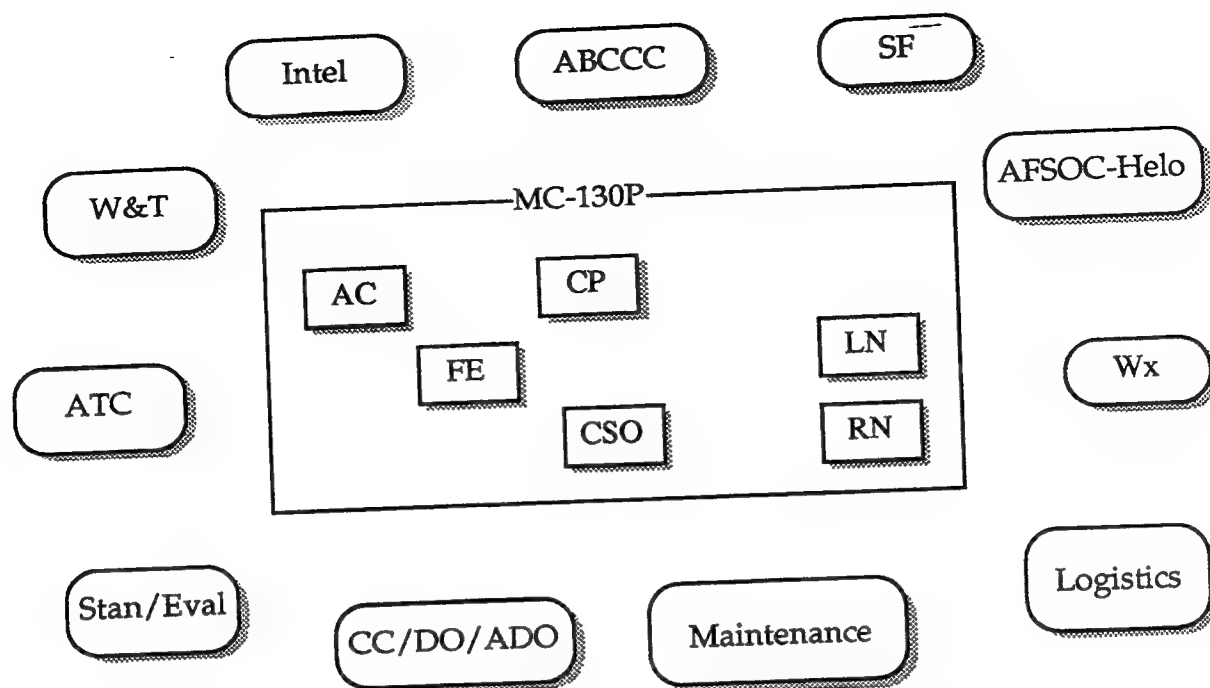 Intel
ABCCC
SF
W&T
AFSOC-Helo
MC-130P
AC
CP
FE
LN
Wx
ATC
CSO
RN
Stan/Eval
CC/DO/ADO
Maintenance
Logistics